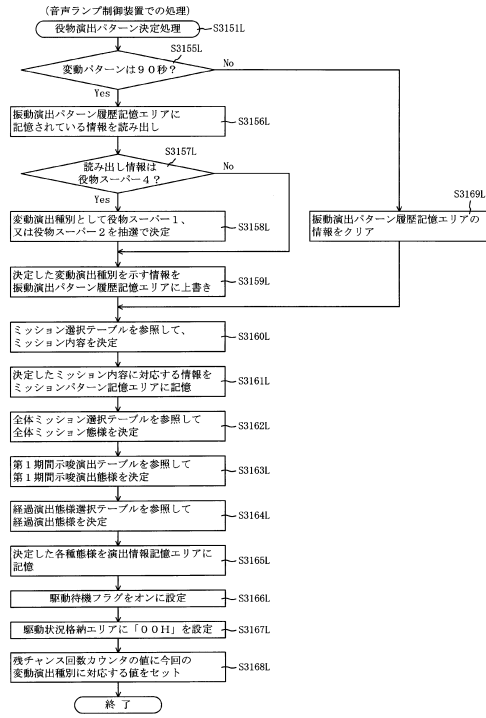 (音声ランプ制御装置での処理)
役物演出パターン決定処理
S3151L
S3155L
変動パターンは90秒?
No
Yes
振動演出パターン履歴記憶エリアに
記憶されている情報を読み出し
S3156L
S3157L
読み出し情報は
役物スーパー4?
No
Yes
S3169L
変動演出種別として役物スーパー1、
又は役物スーパー2を抽選で決定
S3158L
振動演出パターン履歴記憶エリアの
情報をクリア
決定した変動演出種別を示す情報を
振動演出パターン履歴記憶エリアに上書き
S3159L
ミッション選択テーブルを参照して、
ミッション内容を決定
S3160L
決定したミッション内容に対応する情報を
ミッションパターン記憶エリアに記憶
S3161L
全体ミッション選択テーブルを参照して
全体ミッション態様を決定
S3162L
第1期間示唆演出テーブルを参照して
第1期間示唆演出態様を決定
S3163L
経過演出態様選択テーブルを参照して
経過演出態様を決定
S3164L
決定した各種態様を演出情報記憶エリアに
記憶
S3165L
駆動待機フラグをオンに設定
S3166L
駆動状況格納エリアに「00H」を設定
S3167L
残チャンス回数カウンタの値に今回の
変動演出種別に対応する値をセット
S3168L
終了